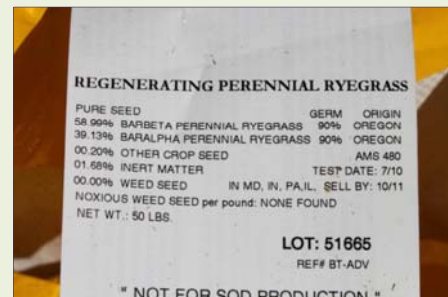 REGENERATING PERENNIAL RYEGRASS
PURE SEED GERM ORIGIN
58.99% BARBETA PERENNIAL RYEGRASS 90% OREGON
39.13% BARALPHA PERENNIAL RYEGRASS 90% OREGON
00.20% OTHER CROP SEED AMS 480
01.68% INERT MATTER TEST DATE: 7/10
00.00% WEED SEED IN MD, IN, PA,IL, SELL BY: 10/11
NOXIOUS WEED SEED per pound: NONE FOUND
NET WT.: 50 LBS.
LOT: 51665
REF# BT-ADV
" NOT FOR SOD PRODUCTION "